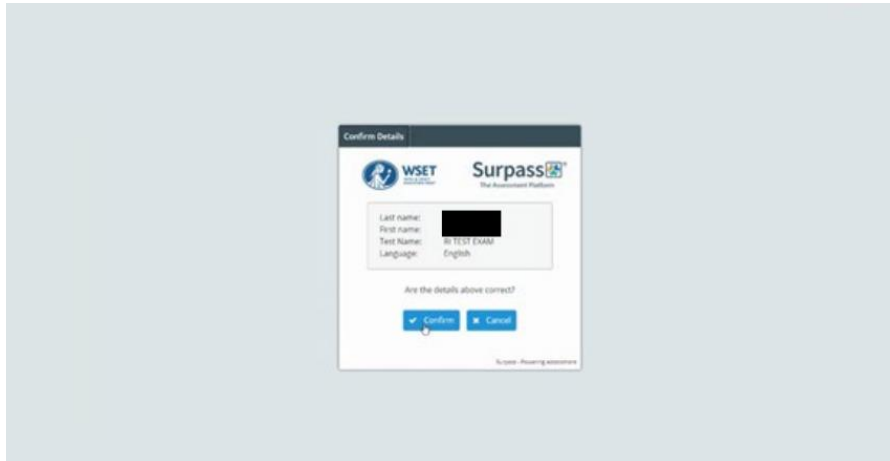 Confirm Details
WSET
Surpass
The Assessment Platform
Last name:
First name:
Test Name: RI TEST EXAM
Language: English
Are the details above correct?
Confirm
Cancel
Surpass - Powering Assessment